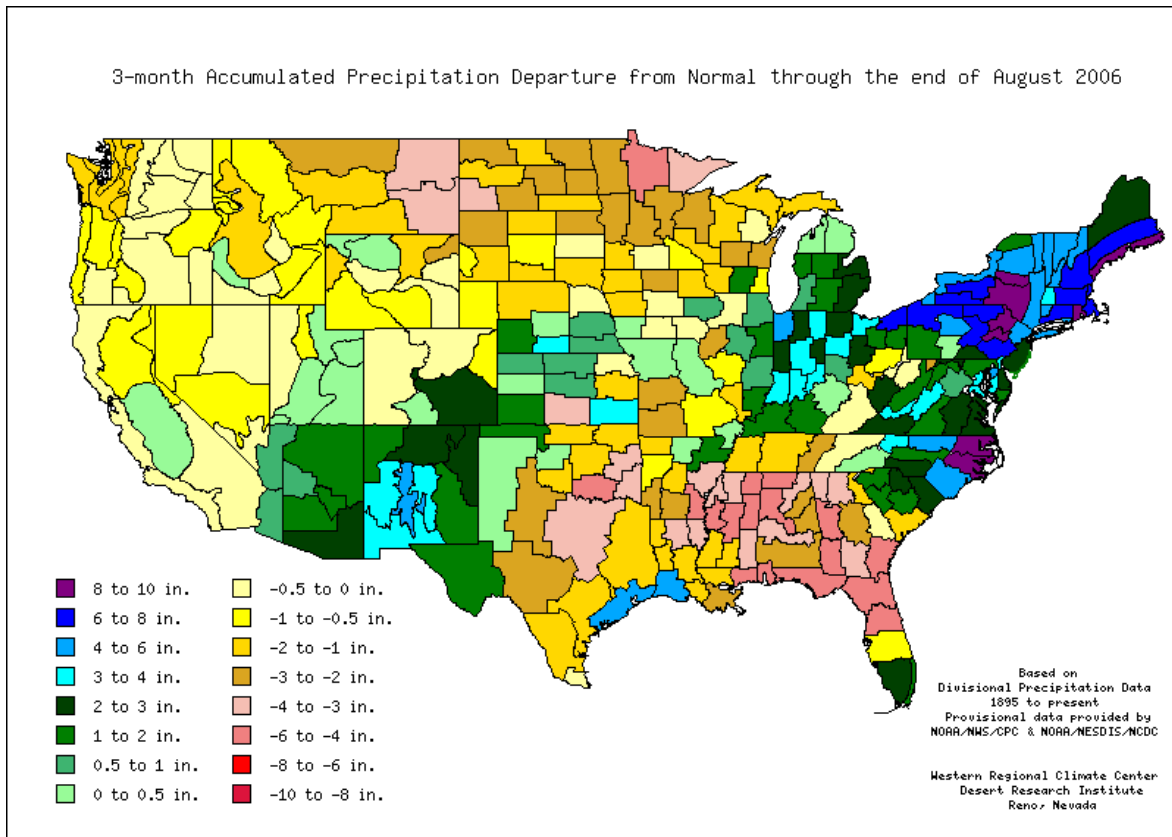 3-month Accumulated Precipitation Departure from Normal through the end of August 2006
8 to 10 in.
6 to 8 in.
4 to 6 in.
3 to 4 in.
2 to 3 in.
1 to 2 in.
0.5 to 1 in.
0 to 0.5 in.
-0.5 to 0 in.
-1 to -0.5 in.
-2 to -1 in.
-3 to -2 in.
-4 to -3 in.
-6 to -4 in.
-8 to -6 in.
-10 to -8 in.
Based on
Divisional Precipitation Data
1895 to present
Provisional data provided by
NOAA/NWS/CPC & NOAA/NESDIS/NCDC
Western Regional Climate Center
Desert Research Institute
Reno, Nevada